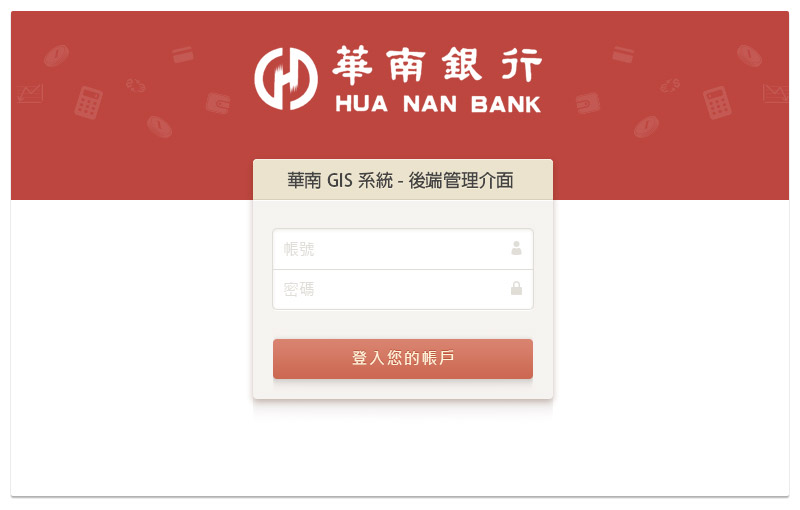 華南銀行
HUA NAN BANK
華南 GIS 系統 - 後端管理介面
帳號
密碼
登入您的帳戶